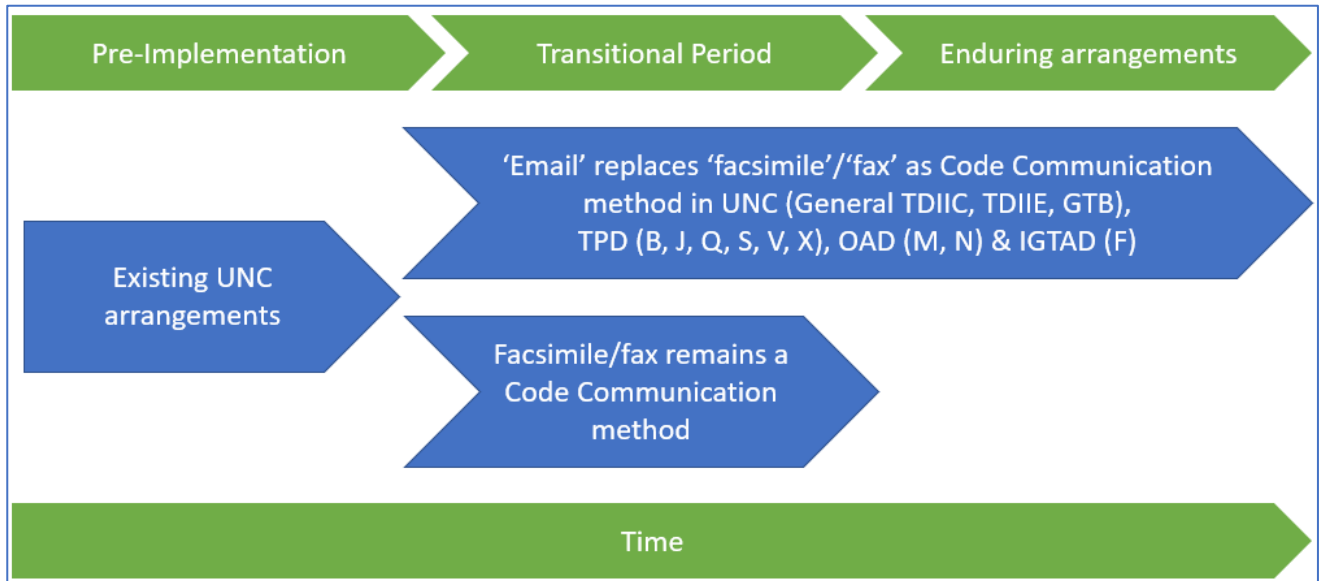 Pre-Implementation
Transitional Period
Enduring arrangements
‘Email’ replaces ‘facsimile’/‘fax’ as Code Communication
method in UNC (General TDIIC, TDIIE, GTB),
TPD (B, J, Q, S, V, X), OAD (M, N) & IGTAD (F)
Existing UNC
arrangements
Facsimile/fax remains a
Code Communication
method
Time